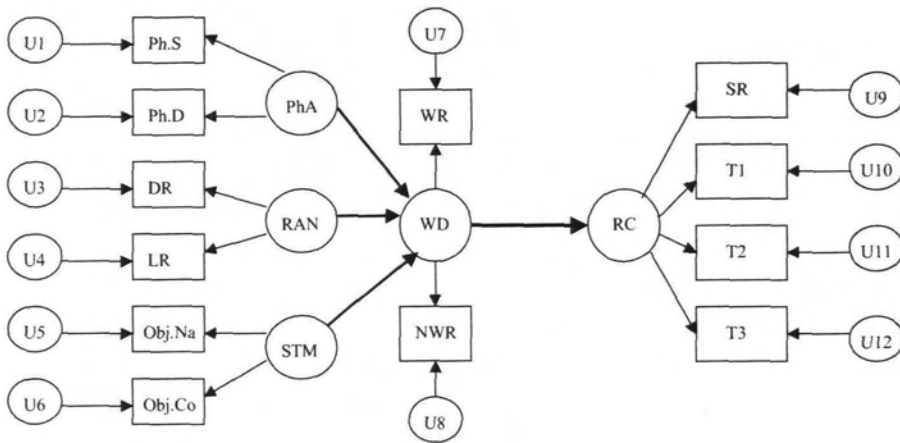 U1
Ph.S
U2
Ph.D
PhA
U3
DR
RAN
U4
LR
U5
Obj.Na
STM
U6
Obj.Co
U7
WR
WD
NWR
U8
RC
SR
U9
T1
U10
T2
U11
T3
U12